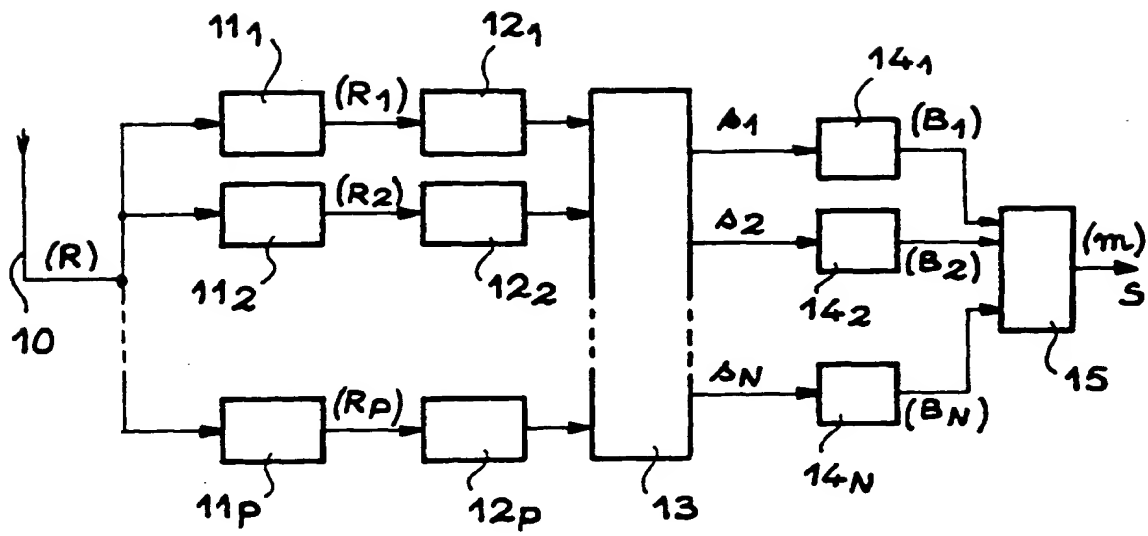 11₁ 12₁ 14₁
(R₁) (B₁)
s₁
(R₂) s₂ (m)
(R) (B₂) S
11₂ 12₂ 14₂
10 15
(Rp) sN (BN)
11p 12p 13 14N